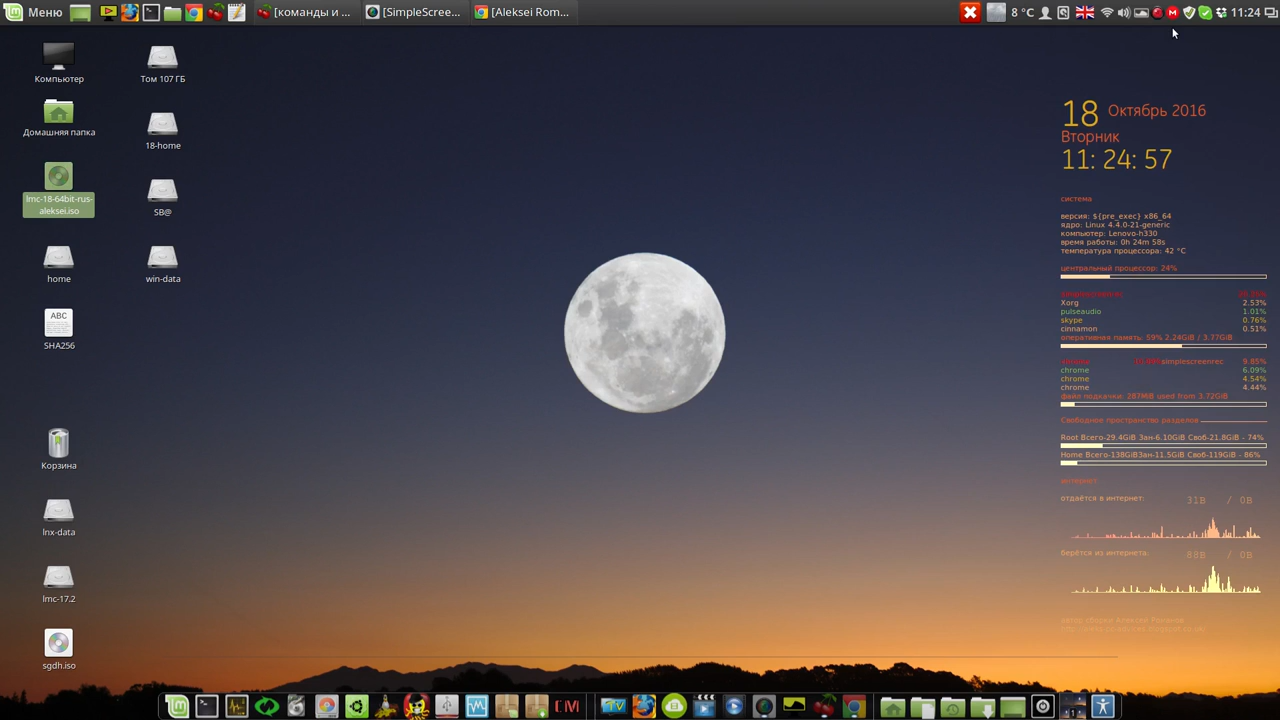 Меню
[команды и ...
[SimpleScree...
[Aleksei Rom...
8 °C
11:24
Компьютер
Том 107 ГБ
Домашняя папка
18-home
lmc-18-64bit-rus-
aleksei.iso
SB@
home
win-data
SHA256
ABC
Корзина
lnx-data
lmc-17.2
sgdh.iso
18 Октябрь 2016
Вторник
11: 24: 57
система
версия: ${pre_exec} x86_64
ядро: Linux 4.4.0-21-generic
компьютер: Lenovo-h330
время работы: 0h 24m 58s
температура процессора: 42 °C
центральный процессор: 24%
Xorg 2.53%
pulseaudio 1.01%
skype 0.76%
cinnamon 0.51%
оперативная память: 59% 2.24GiB / 3.77GiB
simplescreenrec 9.85%
chrome 6.09%
chrome 4.54%
chrome 4.44%
файл подкачки: 287MiB used from 3.72GiB
Свободное пространство разделов
Root Всего-29.4GiB Зан-6.10GiB Своб-21.8GiB - 74%
Home Всего-138GiBЗан-11.5GiB Своб-119GiB - 86%
интернет
отдаётся в интернет: 31B / 0B
берётся из интернета: 89B / 0B
TV
M